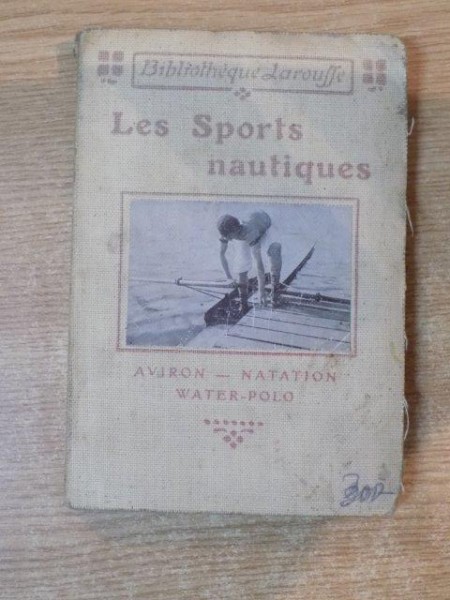 Bibliothèque Larousse
Les Sports
nautiques
AVIRON — NATATION
WATER-POLO